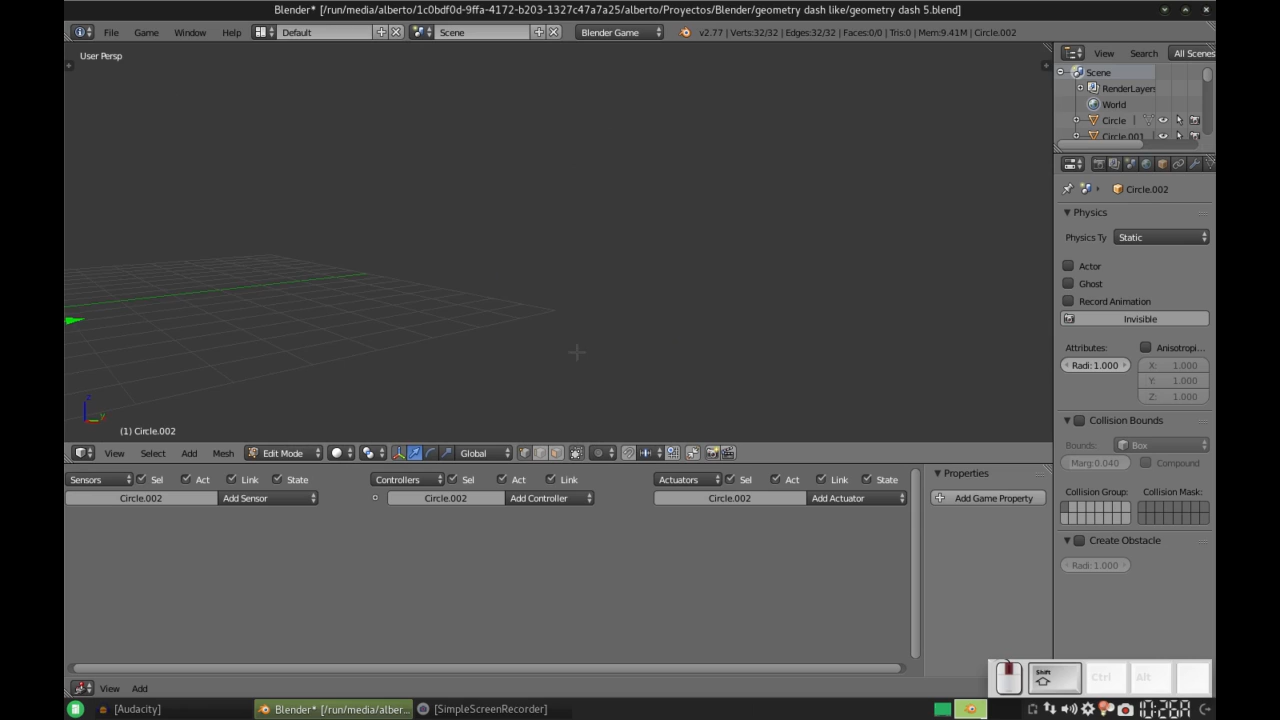 Blender* [/run/media/alberto/1c0bdf0d-9ffa-4172-b203-1327c47a7a25/alberto/Proyectos/Blender/geometry dash like/geometry dash 5.blend]
File Game Window Help Default Scene Blender Game v2.77 | Verts:32/32 | Edges:32/32 | Faces:0/0 | Tris:0 | Mem:9.41M | Circle.002
User Persp
View Search All Scenes
Scene
RenderLayers
World
Circle
Circle.001
Circle.002
Physics
Physics Ty Static
Actor
Ghost
Record Animation
Invisible
Attributes: Anisotropi...
Radi: 1.000 X: 1.000
Y: 1.000
Z: 1.000
Collision Bounds
Bounds: Box
Marg:0.040 Compound
Collision Group: Collision Mask:
Create Obstacle
Radi: 1.000
z
y
(1) Circle.002
View Select Add Mesh Edit Mode Global
Sensors Sel Act Link State Controllers Sel Act Link Actuators Sel Act Link State
Circle.002 Add Sensor Circle.002 Add Controller Circle.002 Add Actuator
Properties
Add Game Property
View Add
Shift Ctrl Alt
[Audacity] Blender* [/run/media/alber... [SimpleScreenRecorder]